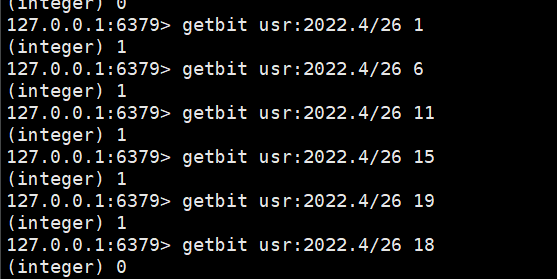 (integer) 0
127.0.0.1:6379> getbit usr:2022.4/26 1
(integer) 1
127.0.0.1:6379> getbit usr:2022.4/26 6
(integer) 1
127.0.0.1:6379> getbit usr:2022.4/26 11
(integer) 1
127.0.0.1:6379> getbit usr:2022.4/26 15
(integer) 1
127.0.0.1:6379> getbit usr:2022.4/26 19
(integer) 1
127.0.0.1:6379> getbit usr:2022.4/26 18
(integer) 0